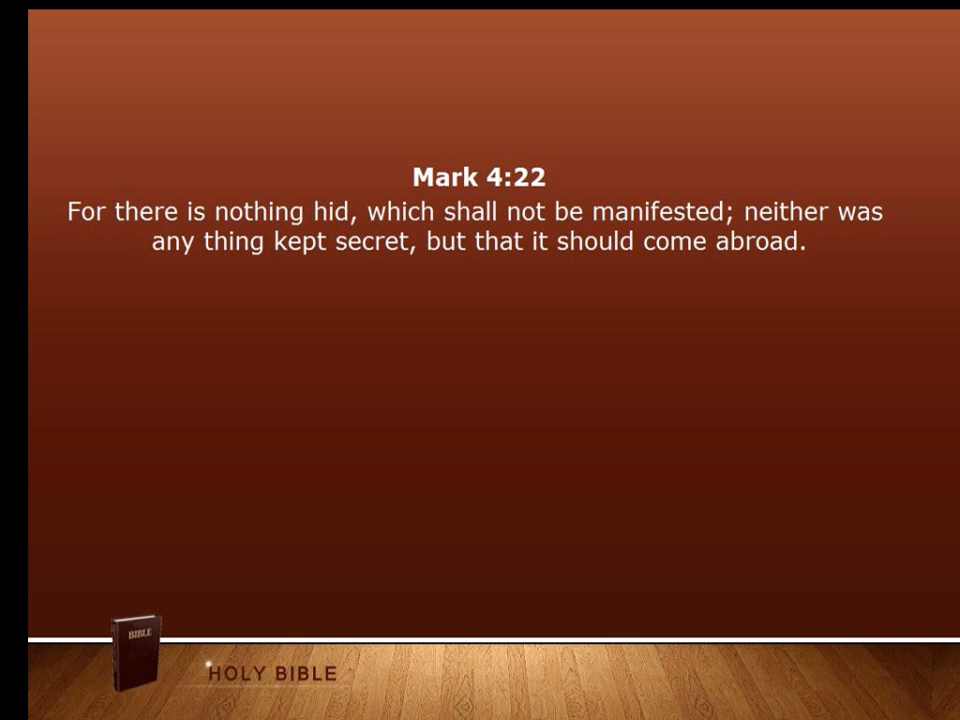 Mark 4:22
For there is nothing hid, which shall not be manifested; neither was
any thing kept secret, but that it should come abroad.
BIBLE
HOLY BIBLE